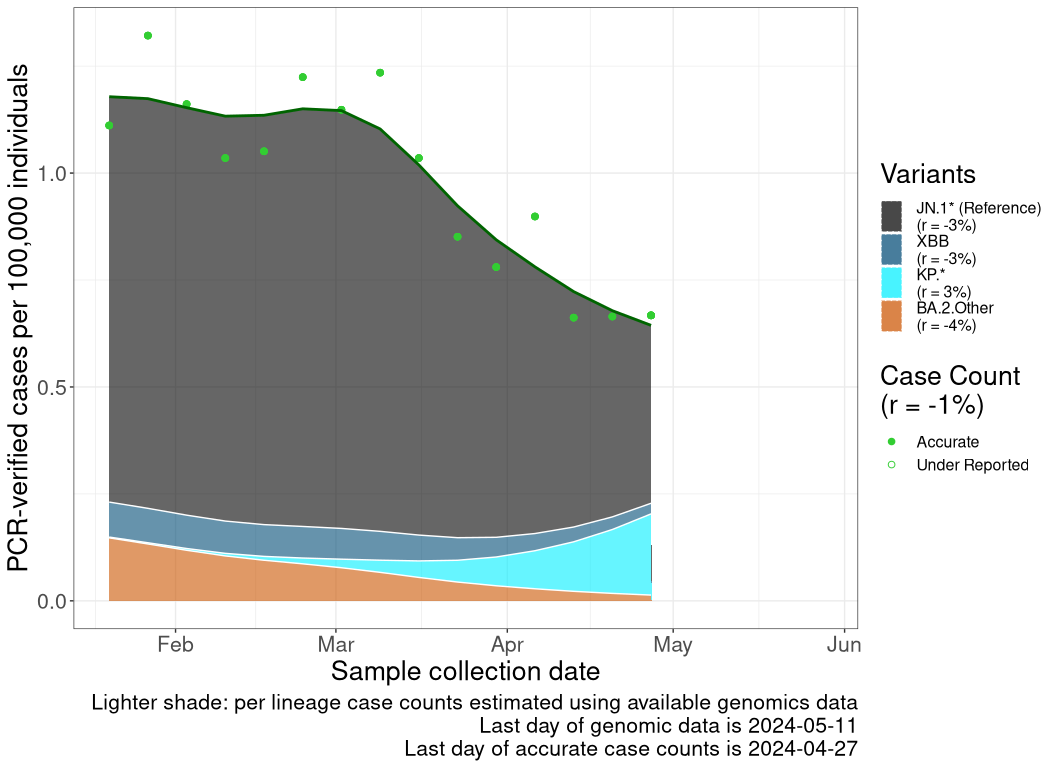 PCR-verified cases per 100,000 individuals
1.0
0.5
0.0
Feb
Mar
Apr
May
Jun
Sample collection date
Lighter shade: per lineage case counts estimated using available genomics data
Last day of genomic data is 2024-05-11
Last day of accurate case counts is 2024-04-27
Variants
JN.1* (Reference)
(r = -3%)
XBB
(r = -3%)
KP.*
(r = 3%)
BA.2.Other
(r = -4%)
Case Count
(r = -1%)
Accurate
Under Reported